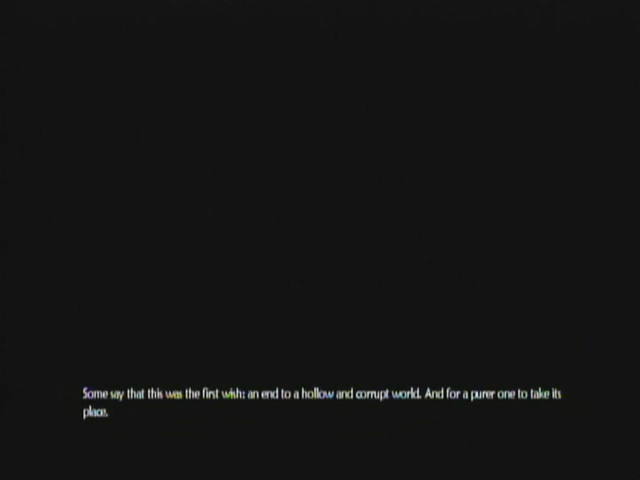 Some say that this was the first wish: an end to a hollow and corrupt world. And for a purer one to take its
place.